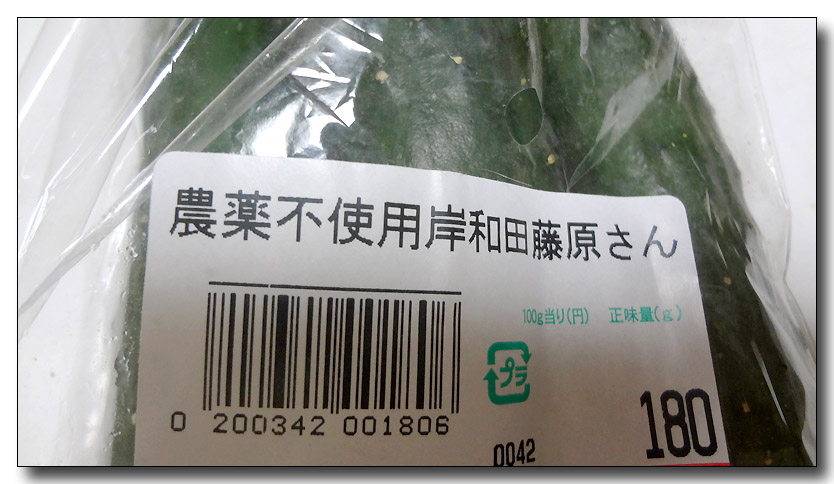 農薬不使用岸和田藤原さん
100g当り(円) 正味量(g)
プラ
0 200342 001806
180
0042